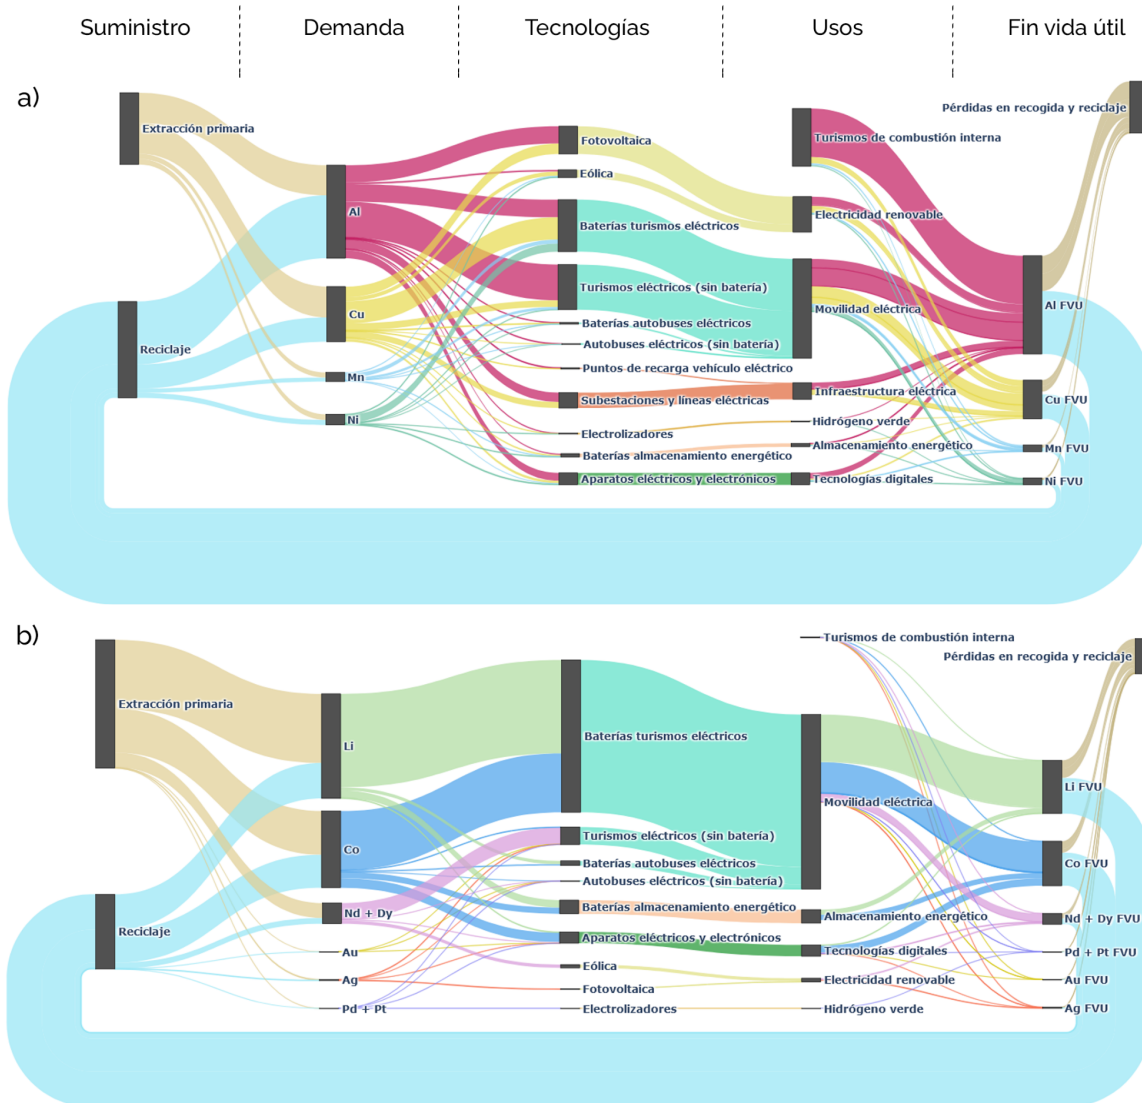 Suministro
Demanda
Tecnologías
Usos
Fin vida útil
a)
Pérdidas en recogida y reciclaje
Extracción primaria
Turismos de combustión interna
Fotovoltaica
Eólica
Al
Electricidad renovable
Baterías turismos eléctricos
Turismos eléctricos (sin batería)
Al FVU
Movilidad eléctrica
Cu
Baterías autobuses eléctricos
Reciclaje
Autobuses eléctricos (sin batería)
Puntos de recarga vehículo eléctrico
Mn
Infraestructura eléctrica
Substaciones y líneas eléctricas
Cu FVU
Ni
Hidrógeno verde
Electrolizadores
Almacenamiento energético
Mn FVU
Baterías almacenamiento energético
Aparatos eléctricos y electrónicos
Tecnologías digitales
Ni FVU
b)
Turismos de combustión interna
Pérdidas en recogida y reciclaje
Extracción primaria
Baterías turismos eléctricos
Li
Li FVU
Movilidad eléctrica
Turismos eléctricos (sin batería)
Co
Baterías autobuses eléctricos
Co FVU
Autobuses eléctricos (sin batería)
Baterías almacenamiento energético
Nd + Dy
Almacenamiento energético
Nd + Dy FVU
Reciclaje
Aparatos eléctricos y electrónicos
Au
Tecnologías digitales
Pd + Pt FVU
Eólica
Ag
Electricidad renovable
Au FVU
Fotovoltaica
Pd + Pt
Electrolizadores
Hidrógeno verde
Ag FVU